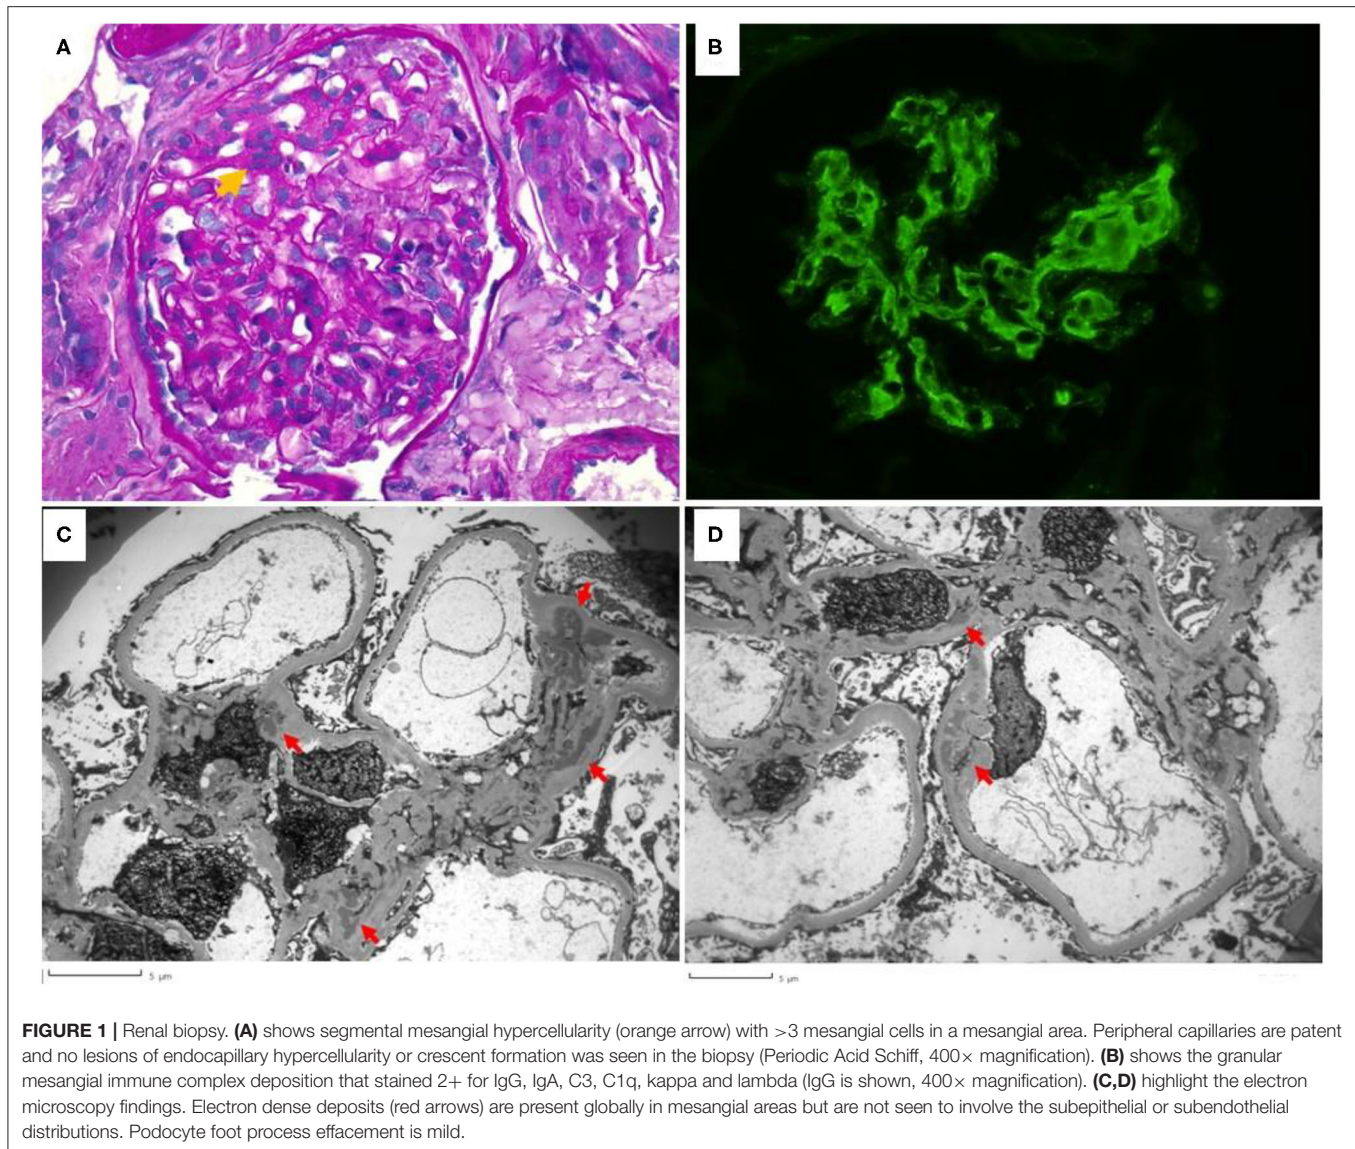 A
B
C
D
5 µm
5 µm
FIGURE 1 | Renal biopsy. (A) shows segmental mesangial hypercellularity (orange arrow) with >3 mesangial cells in a mesangial area. Peripheral capillaries are patent
and no lesions of endocapillary hypercellularity or crescent formation was seen in the biopsy (Periodic Acid Schiff, 400× magnification). (B) shows the granular
mesangial immune complex deposition that stained 2+ for IgG, IgA, C3, C1q, kappa and lambda (IgG is shown, 400× magnification). (C,D) highlight the electron
microscopy findings. Electron dense deposits (red arrows) are present globally in mesangial areas but are not seen to involve the subepithelial or subendothelial
distributions. Podocyte foot process effacement is mild.